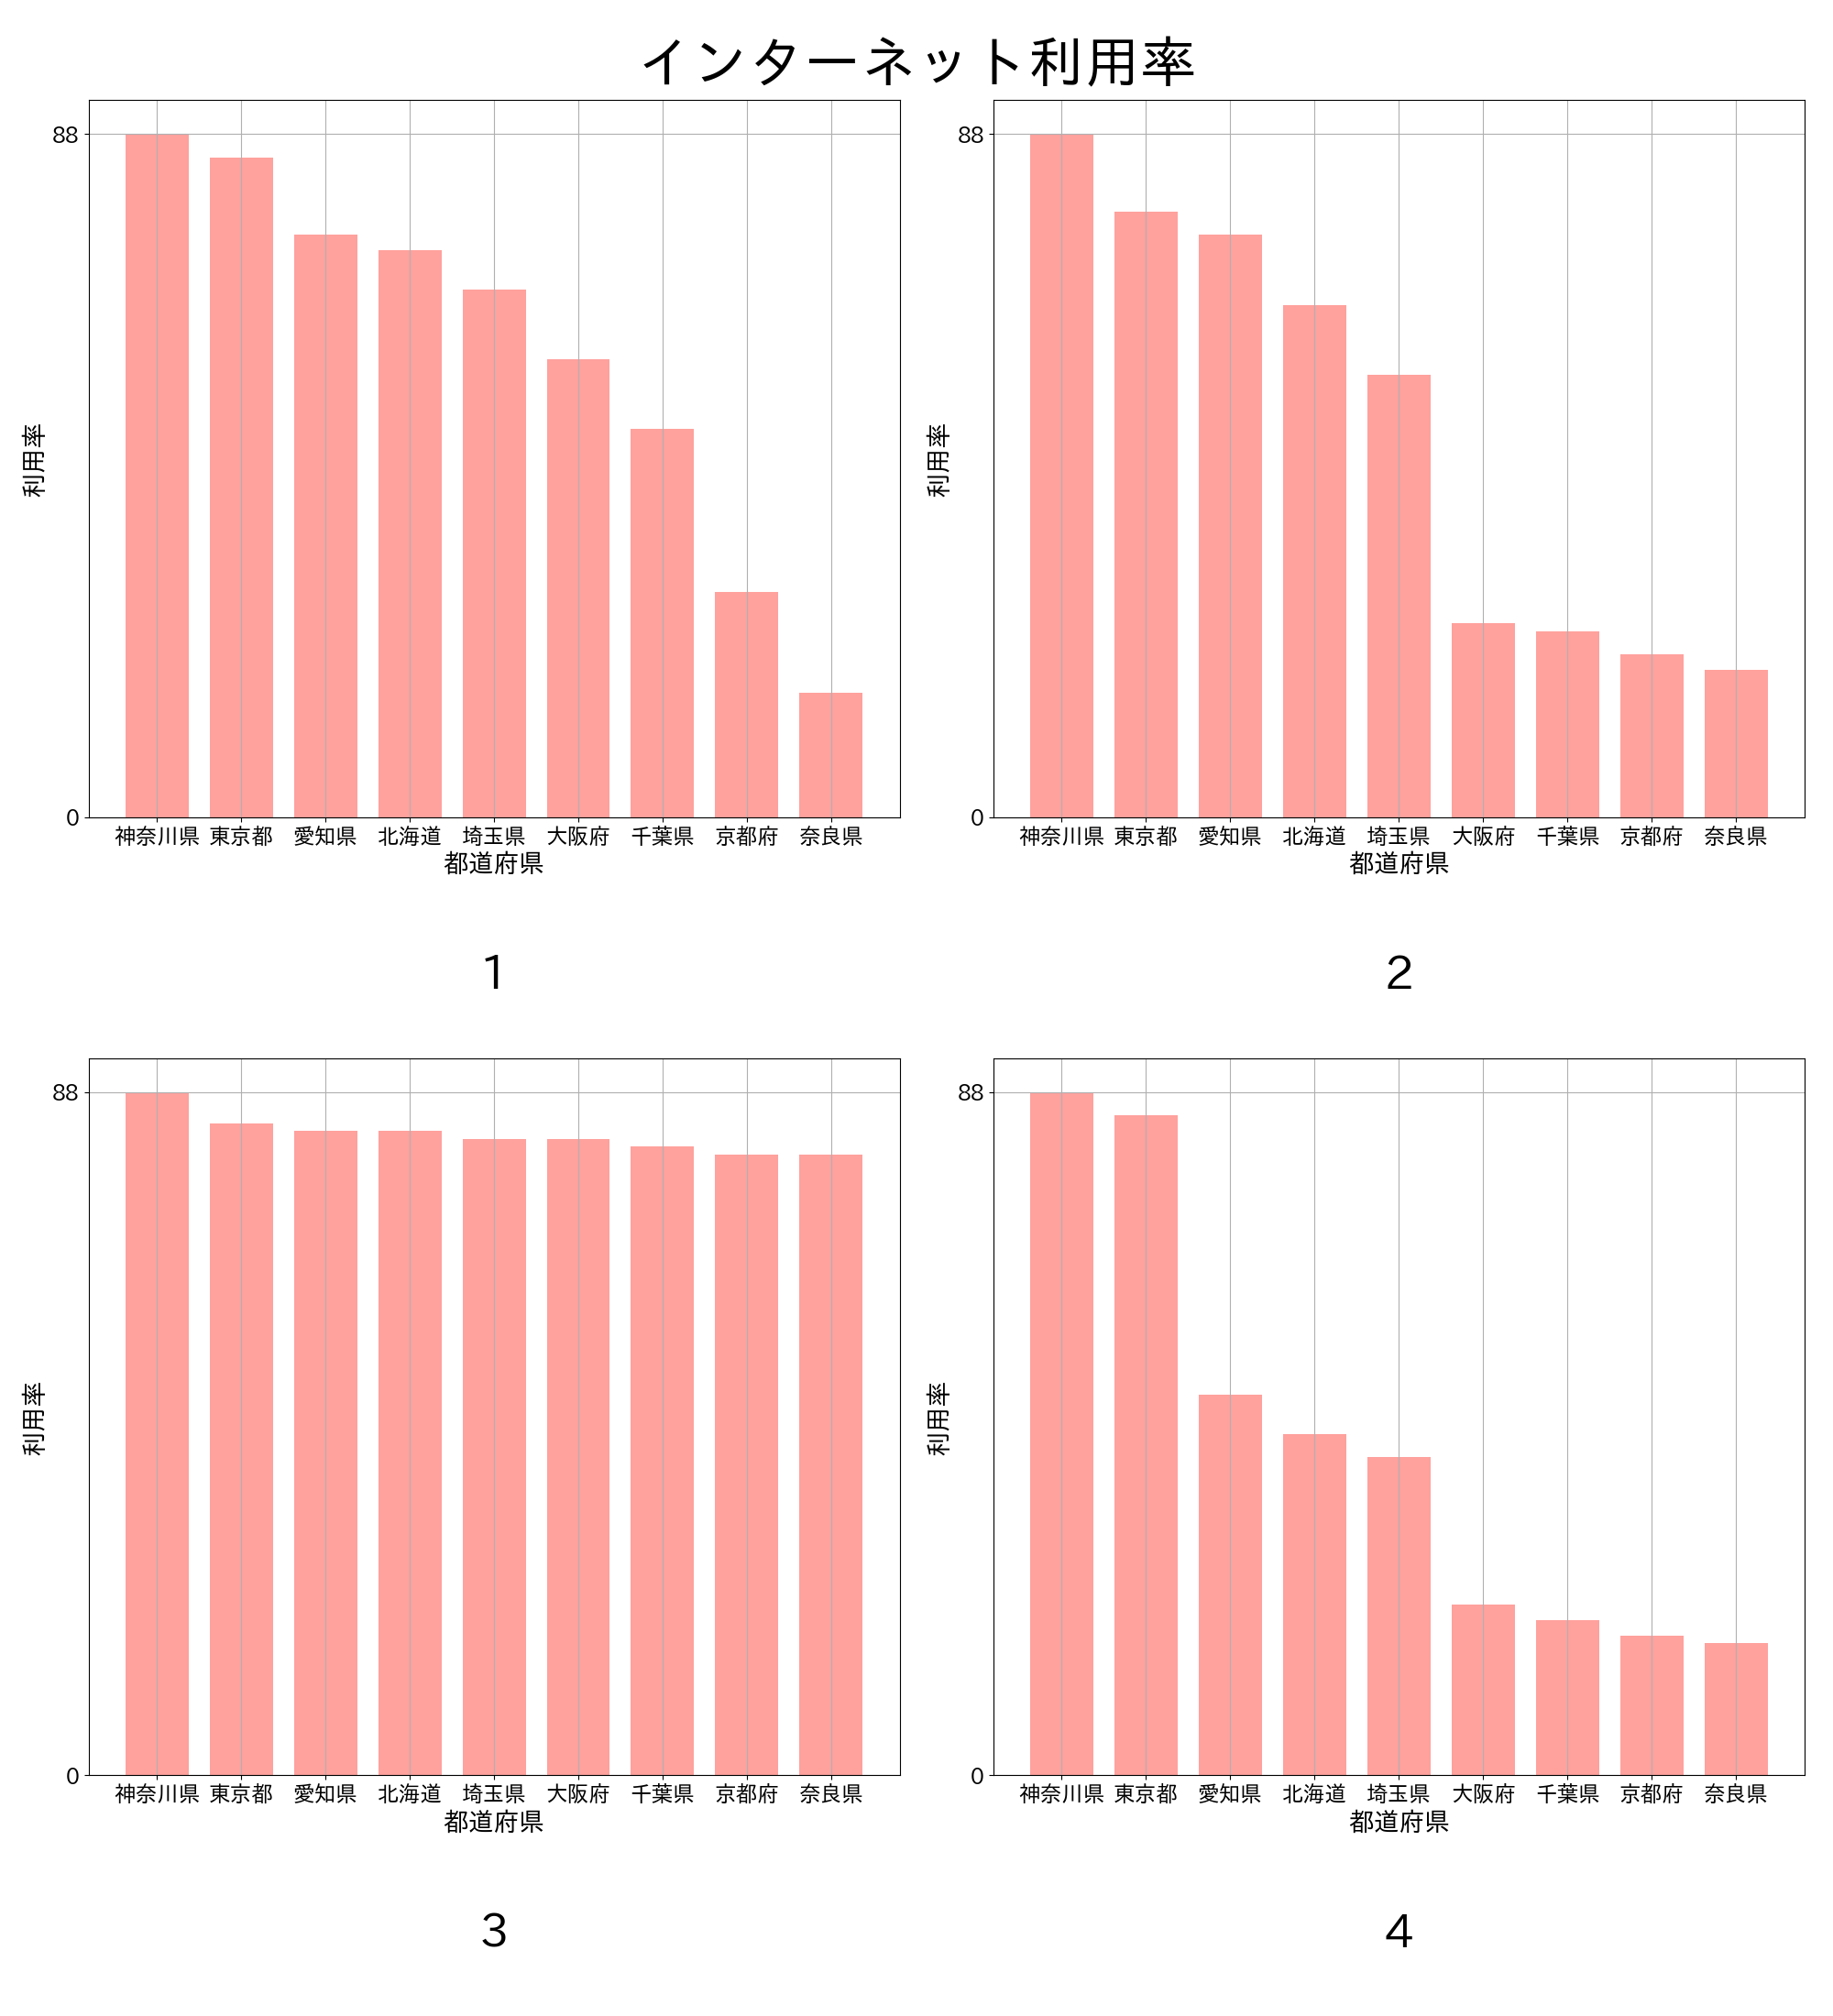 インターネット利用率
88
0
利用率
神奈川県 東京都 愛知県 北海道 埼玉県 大阪府 千葉県 京都府 奈良県
都道府県
1
88
0
利用率
神奈川県 東京都 愛知県 北海道 埼玉県 大阪府 千葉県 京都府 奈良県
都道府県
2
88
0
利用率
神奈川県 東京都 愛知県 北海道 埼玉県 大阪府 千葉県 京都府 奈良県
都道府県
3
88
0
利用率
神奈川県 東京都 愛知県 北海道 埼玉県 大阪府 千葉県 京都府 奈良県
都道府県
4